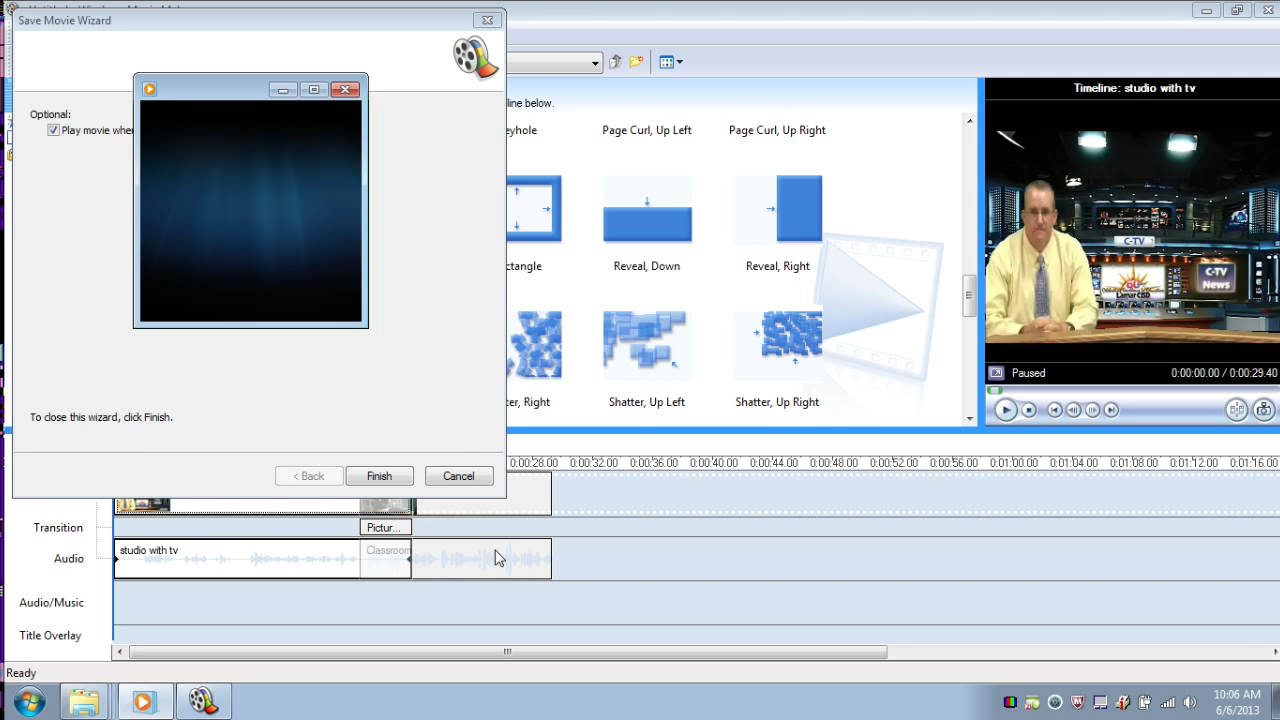 Save Movie Wizard
Optional:
Play movie when
To close this wizard, click Finish.
< Back
Finish
Cancel
line below.
eyhole
Page Curl, Up Left
Page Curl, Up Right
ctangle
Reveal, Down
Reveal, Right
ter, Right
Shatter, Up Left
Shatter, Up Right
Timeline: studio with tv
C-TV
C-TV
News
Lamar CISD
Paused
0:00:00.00 / 0:00:29.40
0:00:28.00 0:00:32.00 0:00:36.00 0:00:40.00 0:00:44.00 0:00:48.00 0:00:52.00 0:00:56.00 0:01:00.00 0:01:04.00 0:01:08.00 0:01:12.00 0:01:16.00
Transition
Pictur...
Audio
studio with tv
Classroom
Audio/Music
Title Overlay
Ready
10:06 AM
6/6/2013